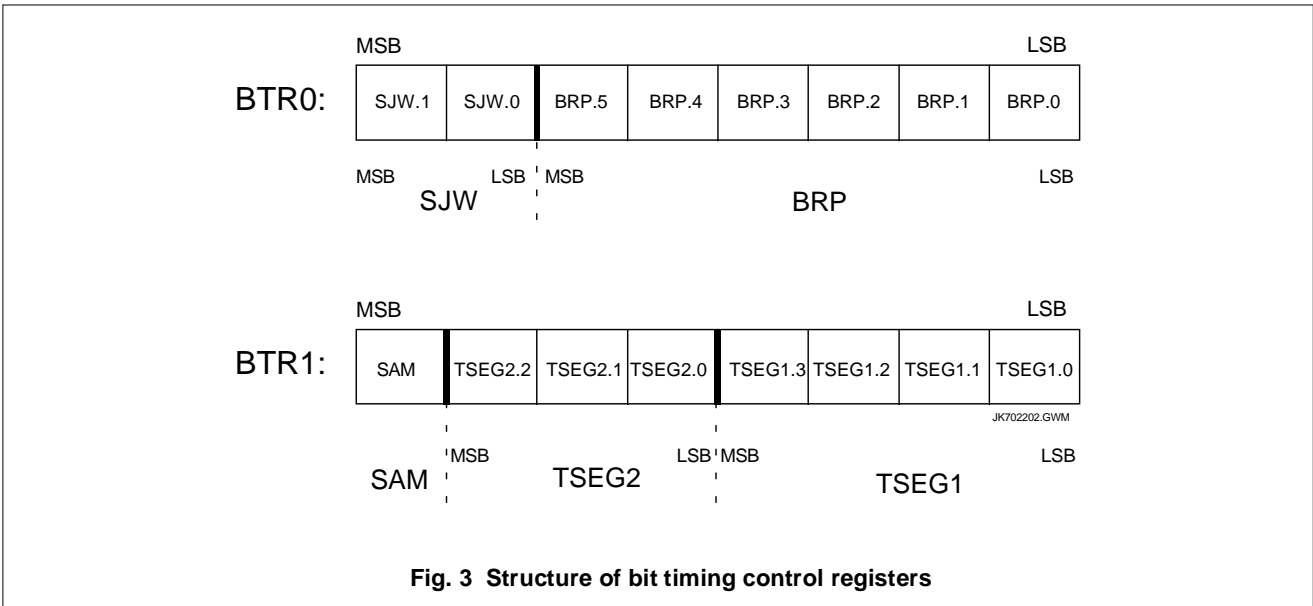 MSB LSB
BTR0: SJW.1 SJW.0 BRP.5 BRP.4 BRP.3 BRP.2 BRP.1 BRP.0
MSB LSB MSB LSB
SJW BRP
MSB LSB
BTR1: SAM TSEG2.2 TSEG2.1 TSEG2.0 TSEG1.3 TSEG1.2 TSEG1.1 TSEG1.0
JK702202.GWM
MSB LSB MSB LSB
SAM TSEG2 TSEG1
Fig. 3 Structure of bit timing control registers